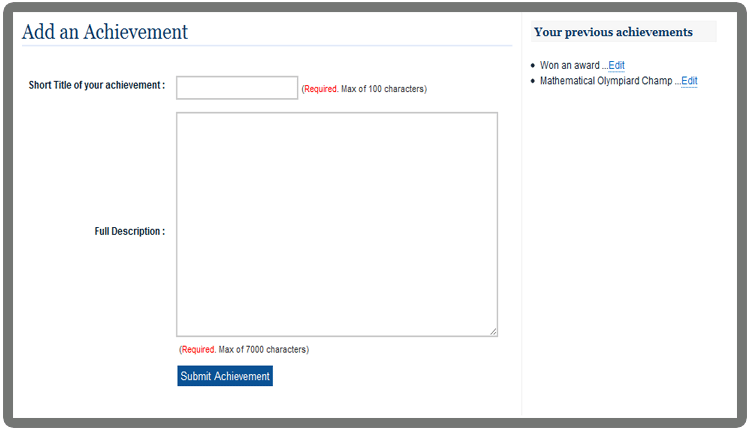 Add an Achievement
Short Title of your achievement :
(Required. Max of 100 characters)
Full Description :
(Required. Max of 7000 characters)
Submit Achievement
Your previous achievements
Won an award ...Edit
Mathematical Olympiard Champ ...Edit